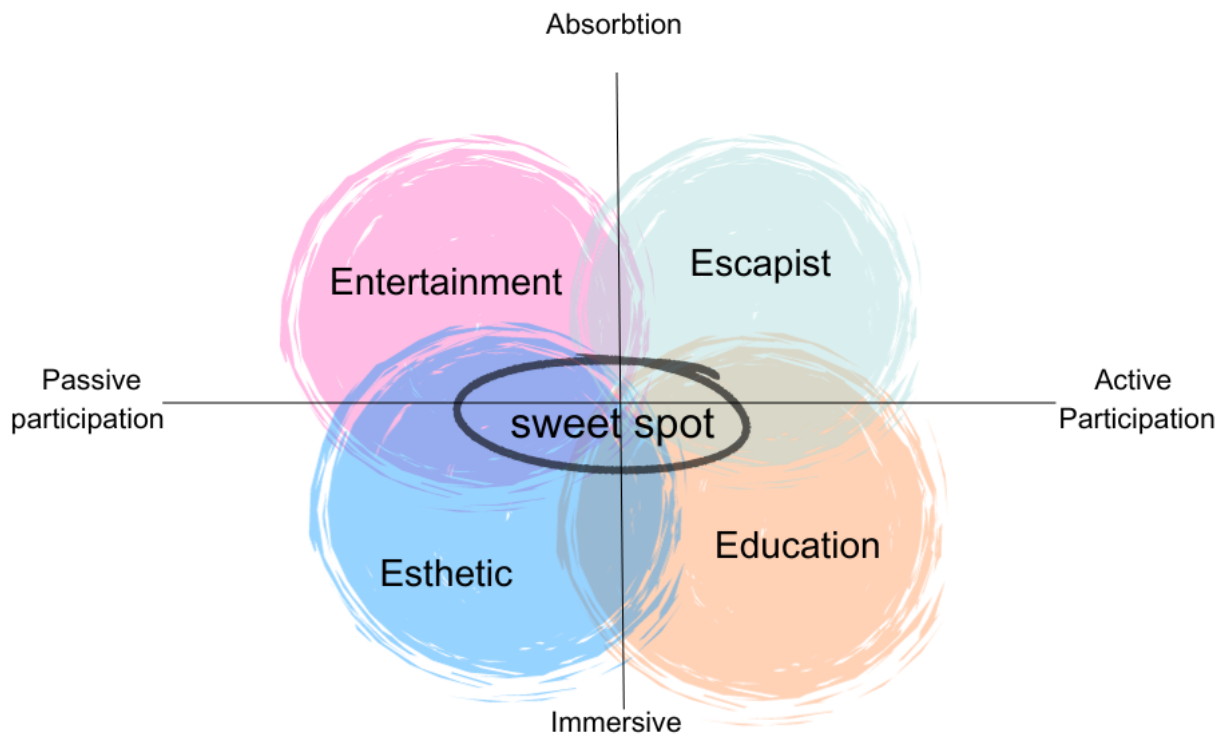 Absorbtion
Entertainment
Escapist
Passive
participation
Active
Participation
sweet spot
Esthetic
Education
Immersive